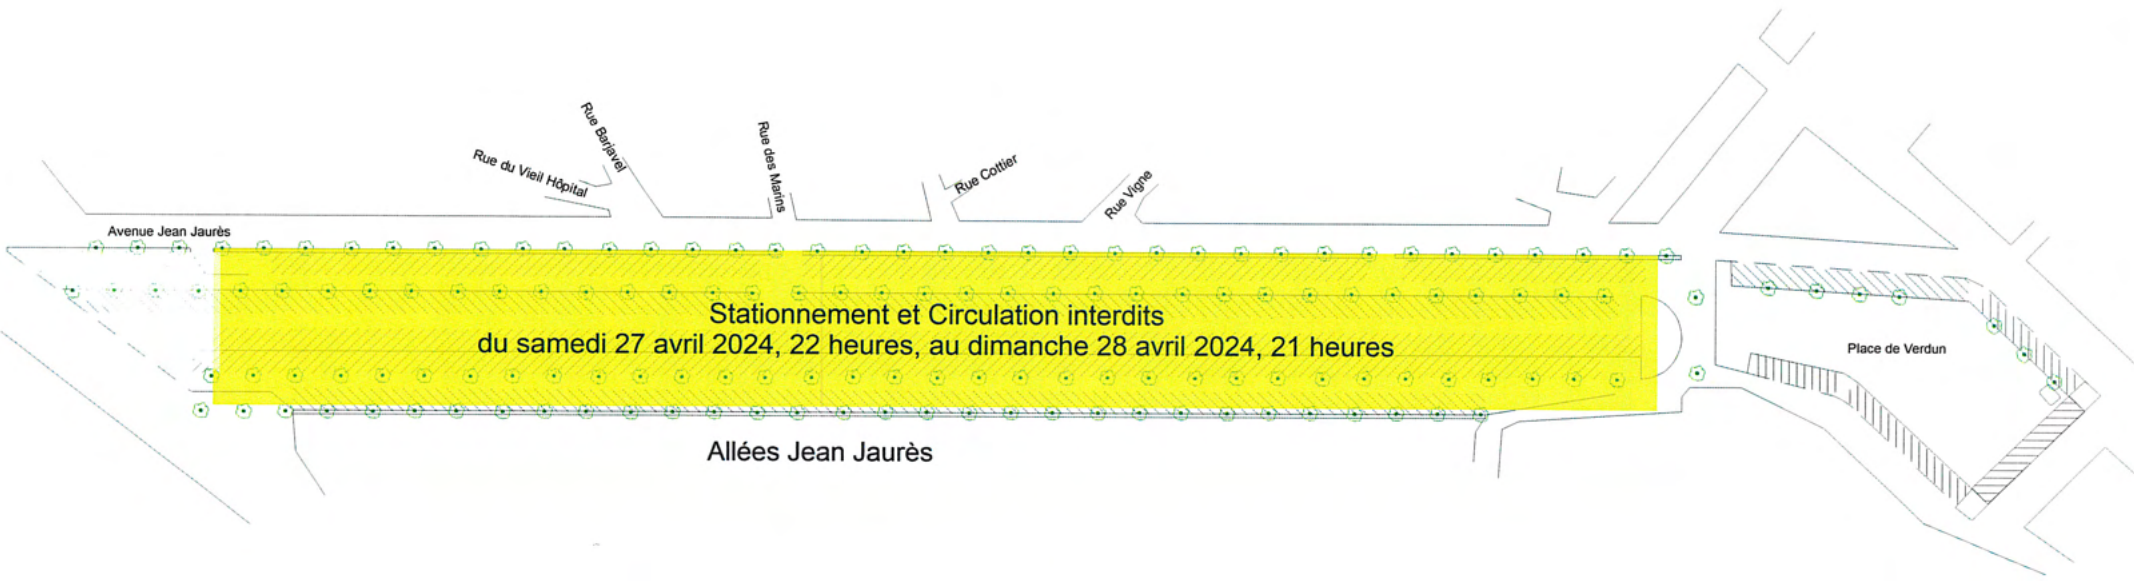 Rue Barjavel
Rue du Vieil Hôpital
Rue des Marins
Rue Cottier
Rue Vigne
Avenue Jean Jaurès
Stationnement et Circulation interdits
du samedi 27 avril 2024, 22 heures, au dimanche 28 avril 2024, 21 heures
Place de Verdun
Allées Jean Jaurès